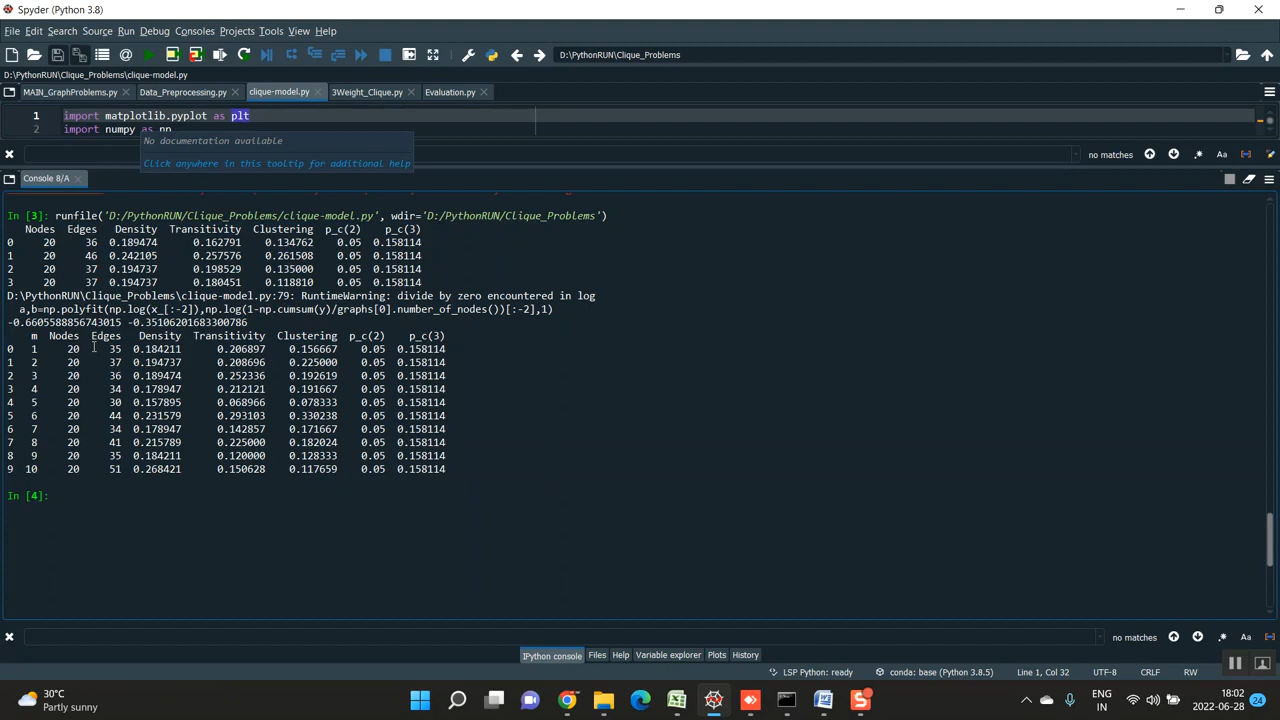 Spyder (Python 3.8)
File Edit Search Source Run Debug Consoles Projects Tools View Help
D:\PythonRUN\Clique_Problems
D:\PythonRUN\Clique_Problems\clique-model.py
MAIN_GraphProblems.py Data_Preprocessing.py clique-model.py 3Weight_Clique.py Evaluation.py
1 import matplotlib.pyplot as plt
2 import numpy as np
No documentation available
Click anywhere in this tooltip for additional help
no matches Aa
Console 8/A
In [3]: runfile('D:/PythonRUN/Clique_Problems/clique-model.py', wdir='D:/PythonRUN/Clique_Problems')
Nodes Edges Density Transitivity Clustering p_c(2) p_c(3)
0 20 36 0.189474 0.162791 0.134762 0.05 0.158114
1 20 46 0.242105 0.257576 0.261508 0.05 0.158114
2 20 37 0.194737 0.198529 0.135000 0.05 0.158114
3 20 37 0.194737 0.180451 0.118810 0.05 0.158114
D:\PythonRUN\Clique_Problems\clique-model.py:79: RuntimeWarning: divide by zero encountered in log
a,b=np.polyfit(np.log(x_[:-2]),np.log(1-np.cumsum(y)/graphs[0].number_of_nodes())[:-2],1)
-0.6605588856743015 -0.35106201683300786
m Nodes Edges Density Transitivity Clustering p_c(2) p_c(3)
0 1 20 35 0.184211 0.206897 0.156667 0.05 0.158114
1 2 20 37 0.194737 0.208696 0.225000 0.05 0.158114
2 3 20 36 0.189474 0.252336 0.192619 0.05 0.158114
3 4 20 34 0.178947 0.212121 0.191667 0.05 0.158114
4 5 20 30 0.157895 0.068966 0.078333 0.05 0.158114
5 6 20 44 0.231579 0.293103 0.330238 0.05 0.158114
6 7 20 34 0.178947 0.142857 0.171667 0.05 0.158114
7 8 20 41 0.215789 0.225000 0.182024 0.05 0.158114
8 9 20 35 0.184211 0.120000 0.128333 0.05 0.158114
9 10 20 51 0.268421 0.150628 0.117659 0.05 0.158114
In [4]:
no matches Aa
IPython console Files Help Variable explorer Plots History
LSP Python: ready conda: base (Python 3.8.5) Line 1, Col 32 UTF-8 CRLF RW
30°C
Partly sunny
ENG
IN
18:02
2022-06-28
24